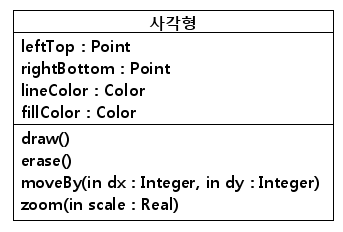 사각형
leftTop : Point
rightBottom : Point
lineColor : Color
fillColor : Color
draw()
erase()
moveBy(in dx : Integer, in dy : Integer)
zoom(in scale : Real)